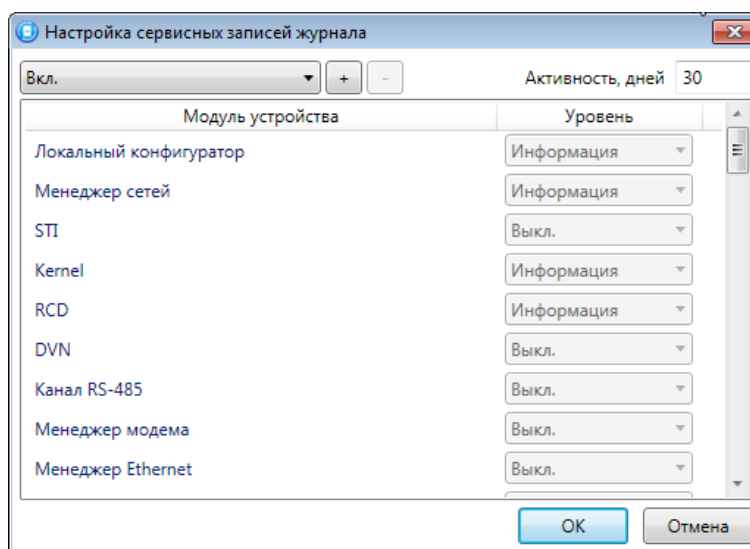 Настройка сервисных записей журнала
Вкл. + - Активность, дней 30
Модуль устройства Уровень
Локальный конфигуратор Информация
Менеджер сетей Информация
STI Выкл.
Kernel Информация
RCD Информация
DVN Выкл.
Канал RS-485 Выкл.
Менеджер модема Выкл.
Менеджер Ethernet Выкл.
OK Отмена